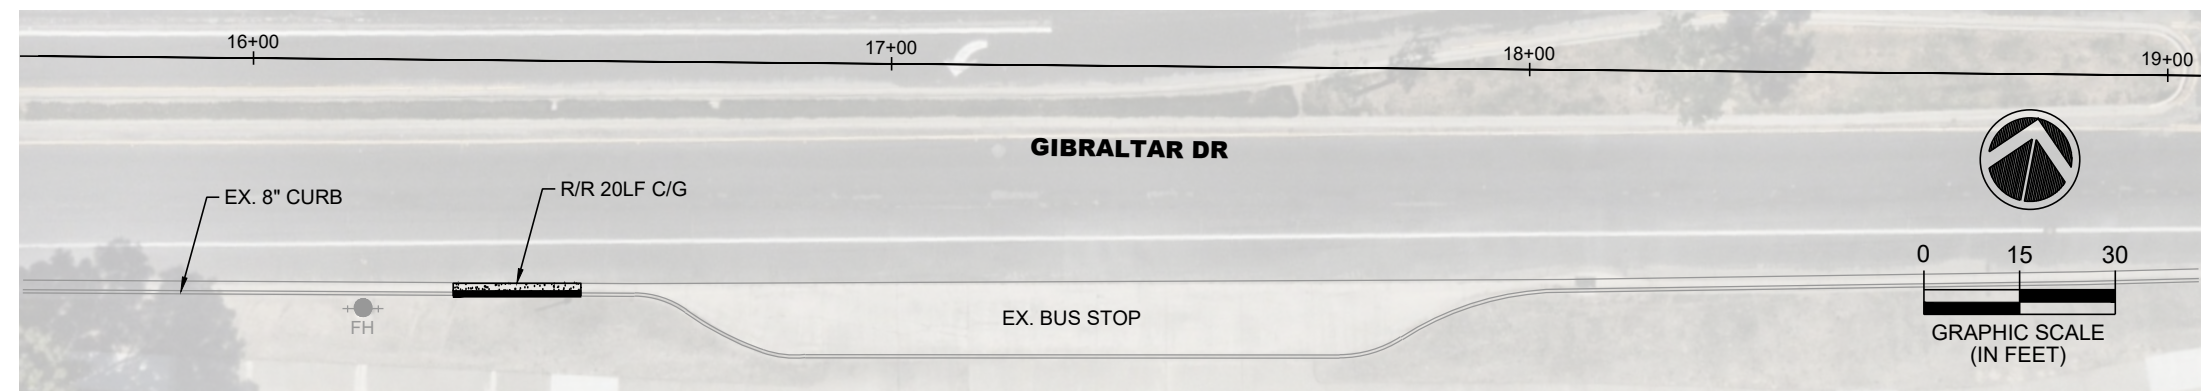 16+00
17+00
18+00
19+00
GIBRALTAR DR
EX. 8" CURB
R/R 20LF C/G
FH
EX. BUS STOP
0 15 30
GRAPHIC SCALE
(IN FEET)